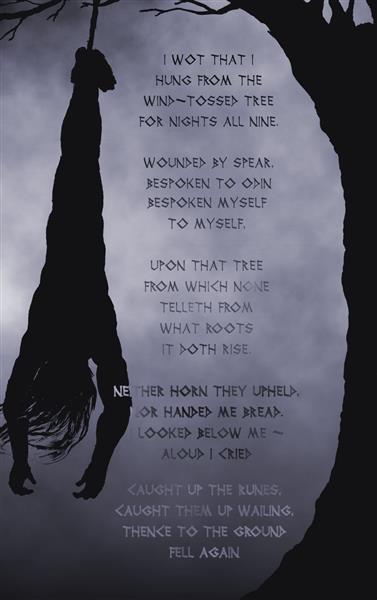 I WOT THAT I
HUNG FROM THE
WIND-TOSSED TREE
FOR NIGHTS ALL NINE.
WOUNDED BY SPEAR,
BESPOKEN TO ODIN
BESPOKEN MYSELF
TO MYSELF,
UPON THAT TREE
FROM WHICH NONE
TELLETH FROM
WHAT ROOTS
IT DOTH RISE.
NEITHER HORN THEY UPHELD,
NOR HANDED ME BREAD.
I LOOKED BELOW ME -
ALOUD I CRIED
CAUGHT UP THE RUNES,
CAUGHT THEM UP WAILING,
THENCE TO THE GROUND
FELL AGAIN